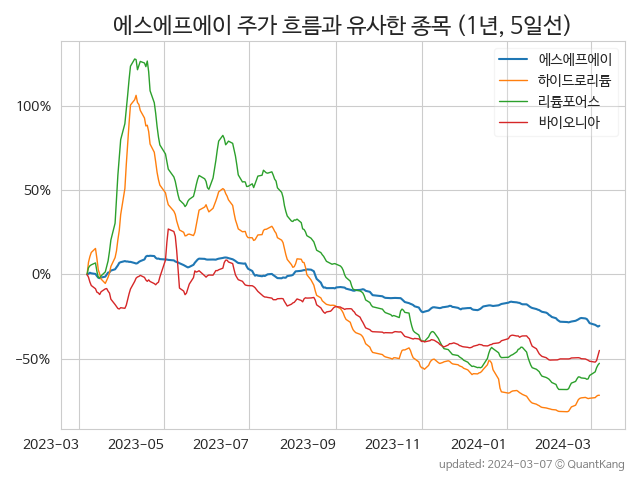 에스에프에이 주가 흐름과 유사한 종목 (1년, 5일선)
에스에프에이
하이드로리튬
리튬포어스
바이오니아
100%
50%
0%
−50%
2023-03
2023-05
2023-07
2023-09
2023-11
2024-01
2024-03
updated: 2024-03-07 © QuantKang